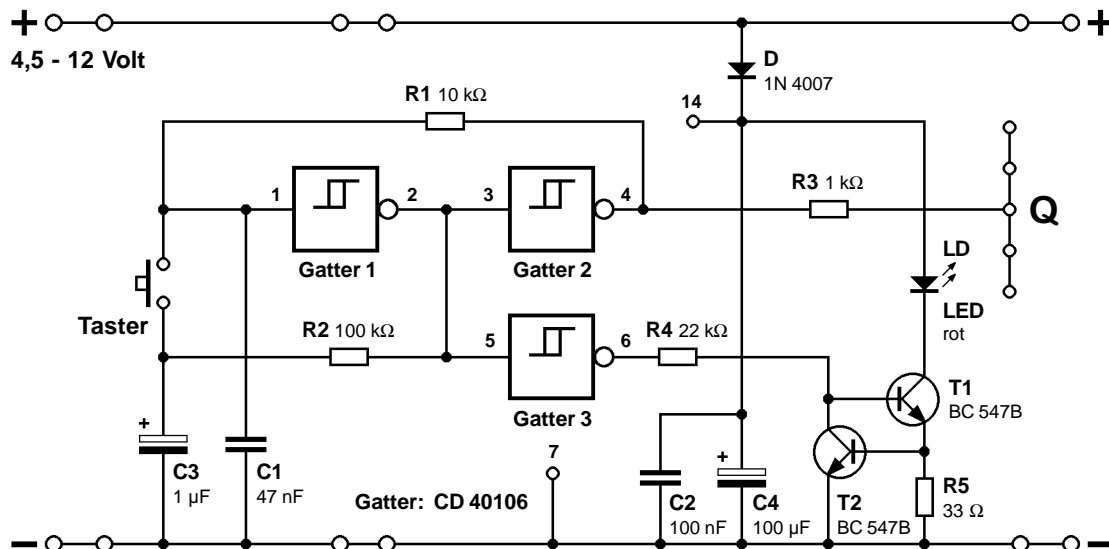 +
+
4,5 - 12 Volt
D
1N 4007
R1 10 kΩ
14
1
2
3
4
R3 1 kΩ
Q
Gatter 1
Gatter 2
LD
LED
rot
Taster
R2 100 kΩ
5
6
R4 22 kΩ
T1
BC 547B
Gatter 3
+
C3
1 µF
C1
47 nF
7
Gatter: CD 40106
C2
100 nF
+
C4
100 µF
T2
BC 547B
R5
33 Ω
–
–